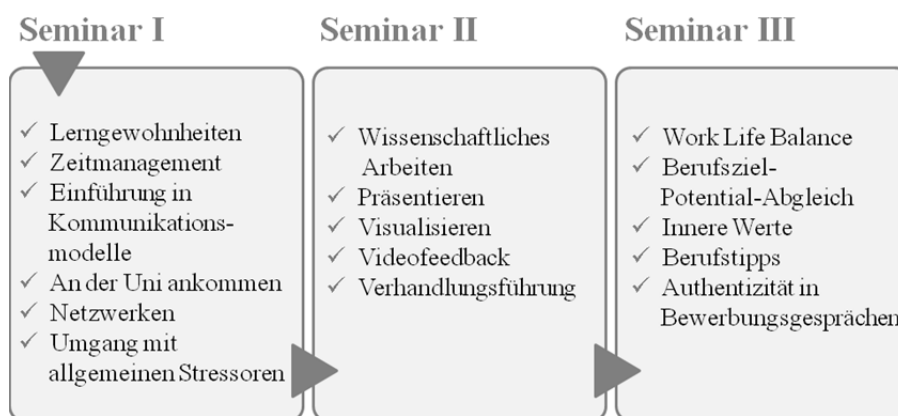 Seminar I
✓ Lerngewohnheiten
✓ Zeitmanagement
✓ Einführung in
Kommunikations-
modelle
✓ An der Uni ankommen
✓ Netzwerken
✓ Umgang mit
allgemeinen Stressoren
Seminar II
✓ Wissenschaftliches
Arbeiten
✓ Präsentieren
✓ Visualisieren
✓ Videofeedback
✓ Verhandlungsführung
Seminar III
✓ Work Life Balance
✓ Berufsziel-
Potential-Abgleich
✓ Innere Werte
✓ Berufstipps
✓ Authentizität in
Bewerbungsgesprächen